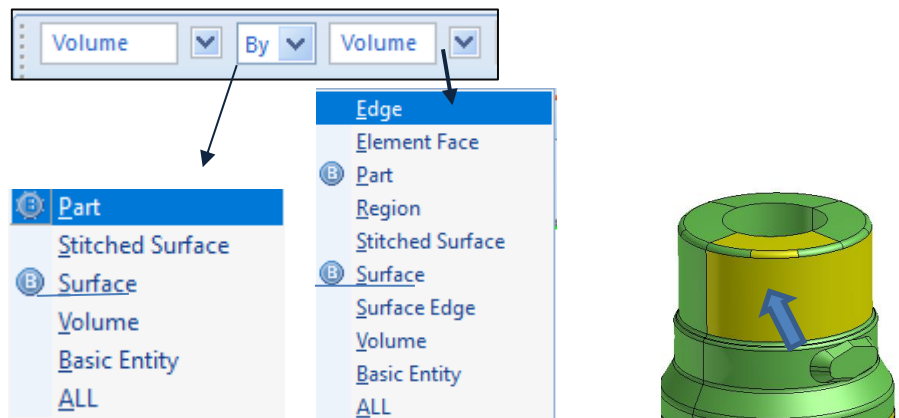 Volume By Volume
Edge
Element Face
B Part
Region
Stitched Surface
B Surface
Surface Edge
Volume
Basic Entity
ALL
B Part
Stitched Surface
B Surface
Volume
Basic Entity
ALL